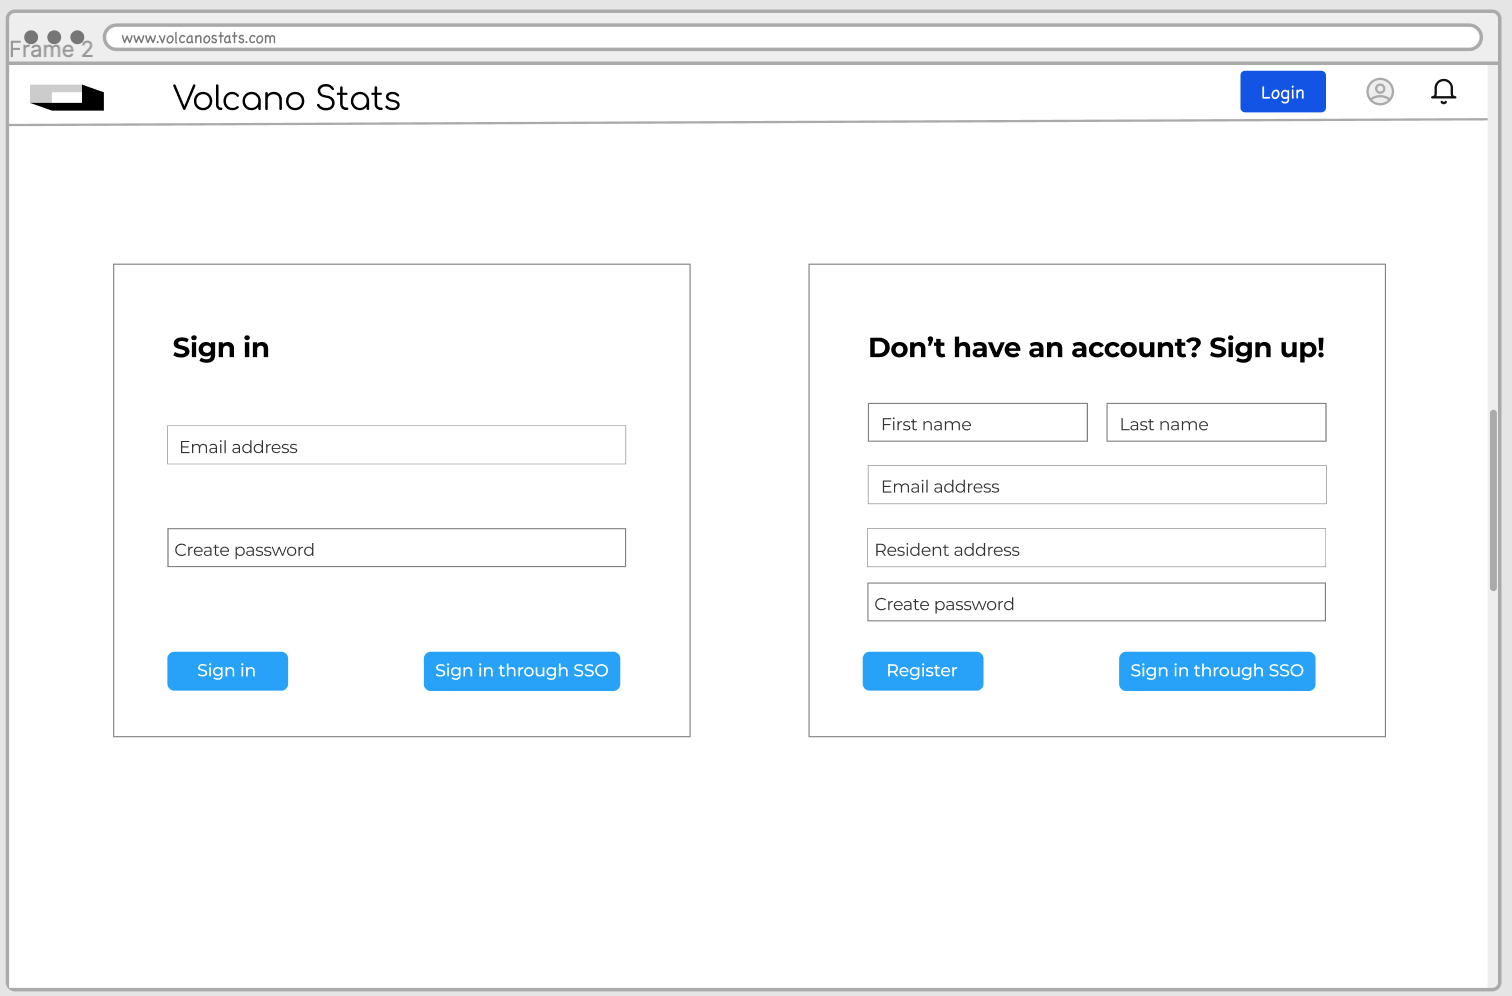 www.volcanostats.com
Frame 2
Volcano Stats
Login
Sign in
Email address
Create password
Sign in
Sign in through SSO
Don’t have an account? Sign up!
First name
Last name
Email address
Resident address
Create password
Register
Sign in through SSO